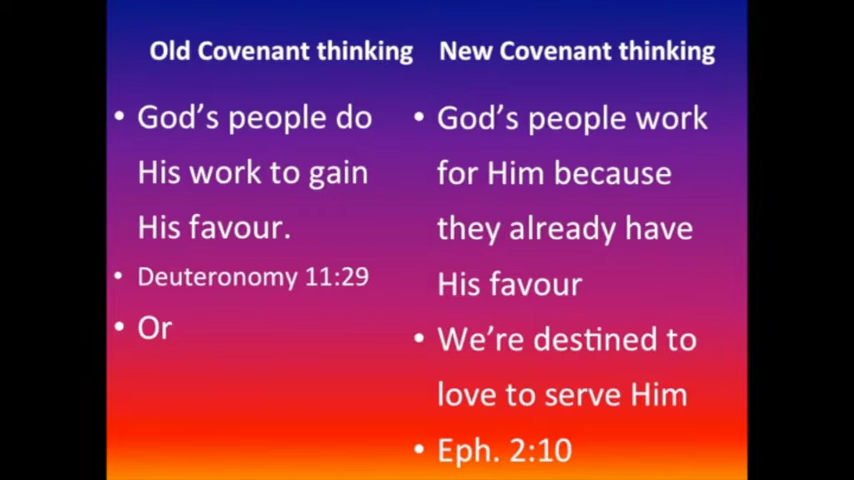 Old Covenant thinking
• God's people do
His work to gain
His favour.
• Deuteronomy 11:29
• Or
New Covenant thinking
• God's people work
for Him because
they already have
His favour
• We're destined to
love to serve Him
• Eph. 2:10